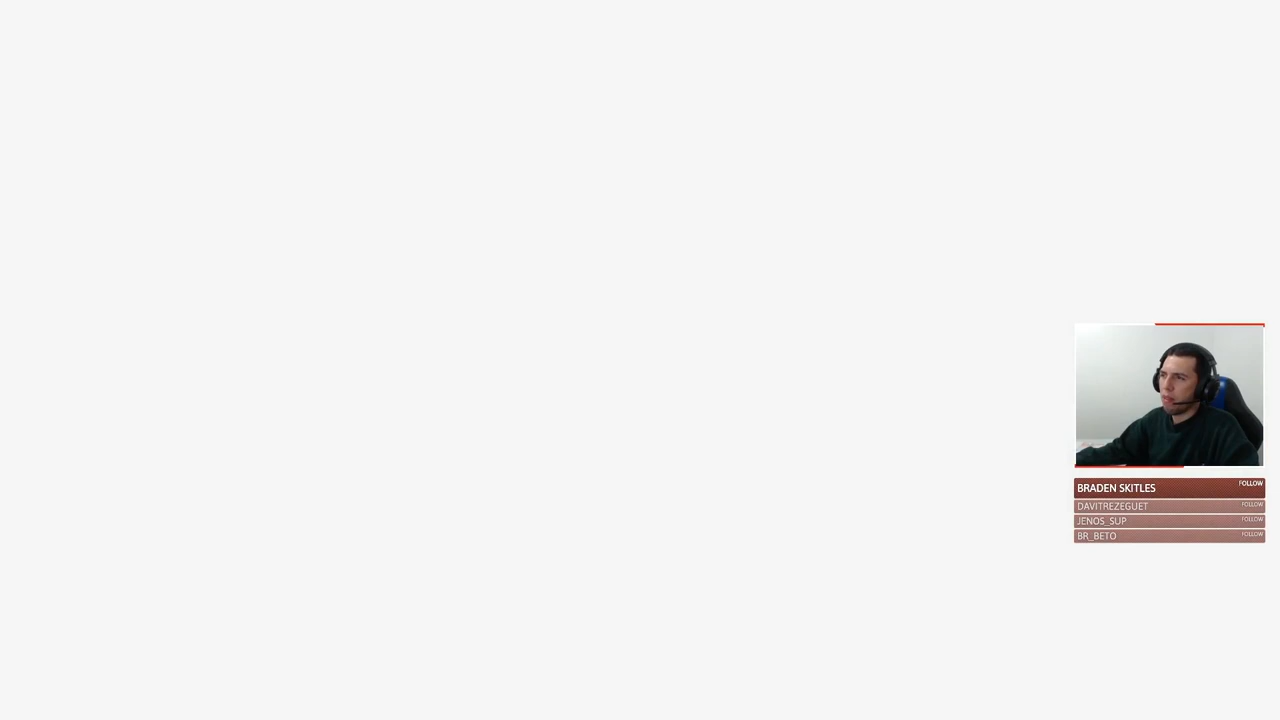 BRADEN SKITLES FOLLOW
DAVITREZEGUET FOLLOW
JENOS_SUP FOLLOW
BR_BETO FOLLOW